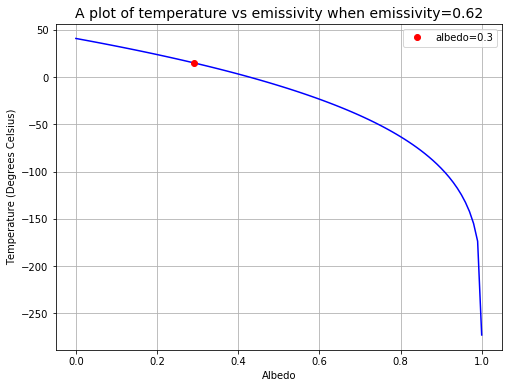 A plot of temperature vs emissivity when emissivity=0.62
albedo=0.3
Temperature (Degrees Celsius)
50
0
−50
−100
−150
−200
−250
0.0 0.2 0.4 0.6 0.8 1.0
Albedo